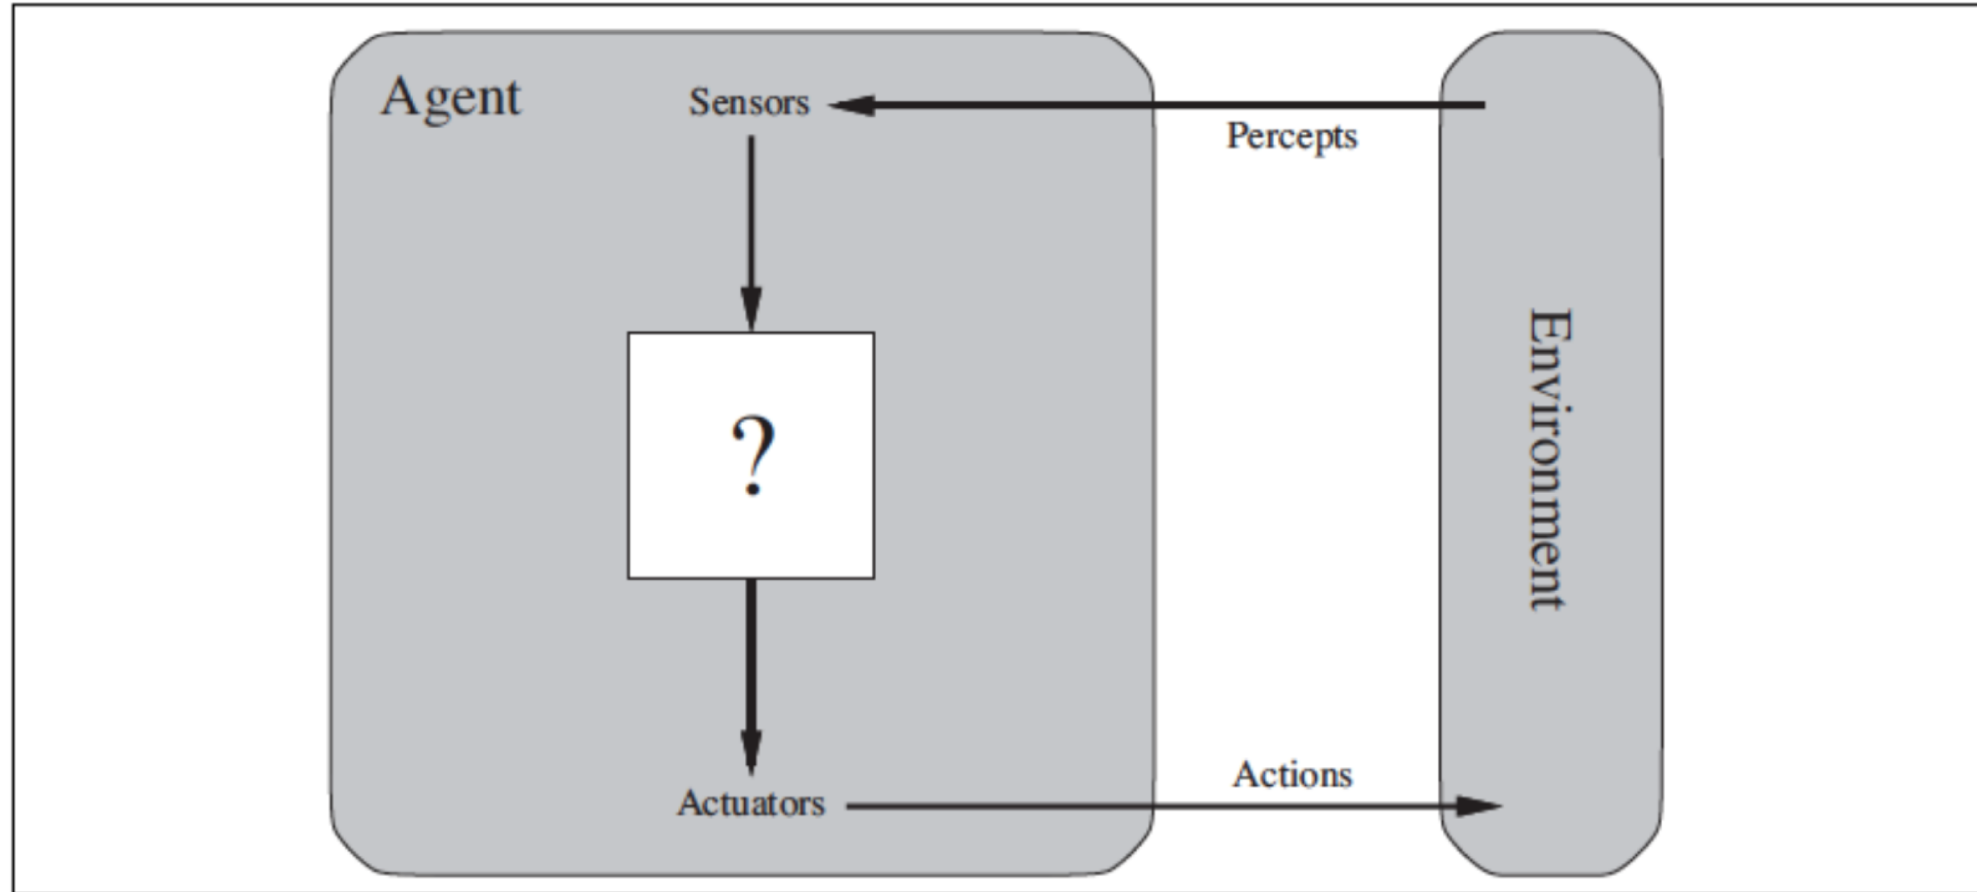 Agent
Sensors
Percepts
?
Environment
Actions
Actuators